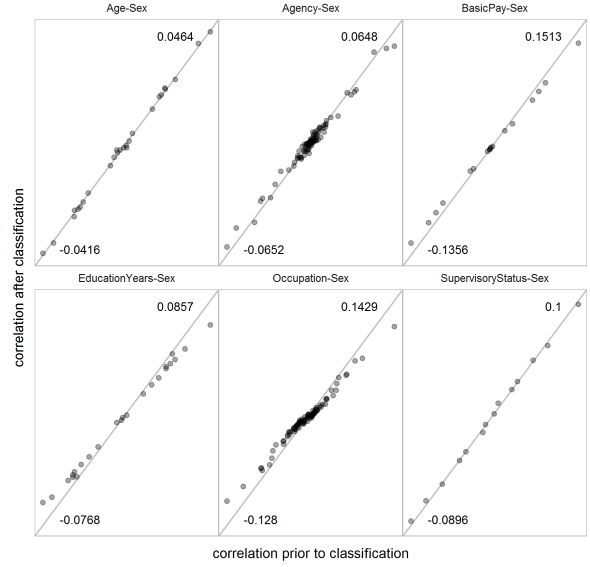 Age-Sex
Agency-Sex
BasicPay-Sex
0.0464
0.0648
0.1513
-0.0416
-0.0652
-0.1356
EducationYears-Sex
Occupation-Sex
SupervisoryStatus-Sex
0.0857
0.1429
0.1
-0.0768
-0.128
-0.0896
correlation after classification
correlation prior to classification